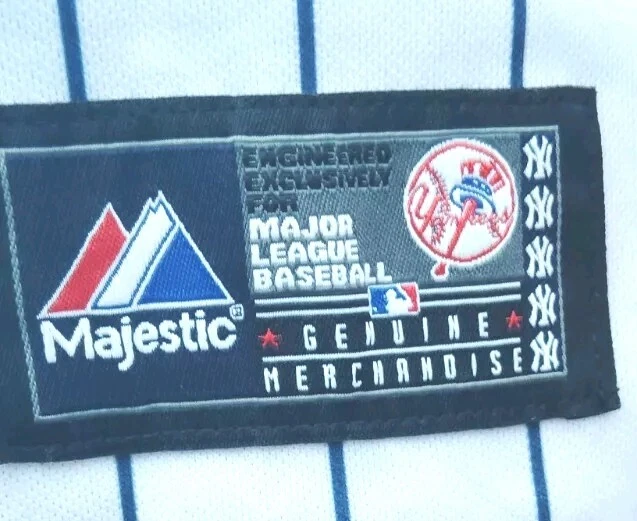 Majestic®
ENGINEERED
EXCLUSIVELY
FOR
MAJOR
LEAGUE
BASEBALL
Yankees
GENUINE
MERCHANDISE
NY
NY
NY
NY
NY